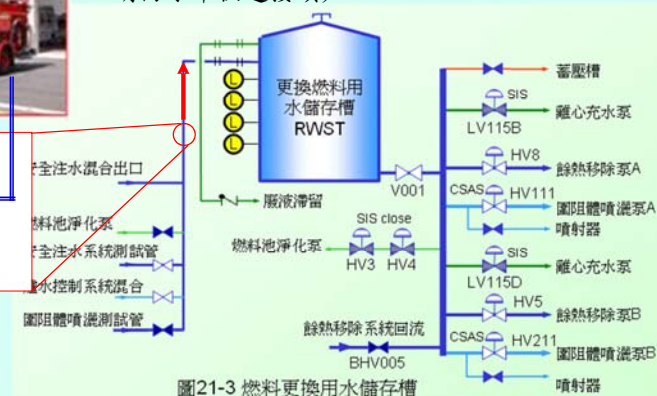 更換燃料用
水儲存槽
RWST
L
L
L
L
V001
廢液滯留
安全注水混合出口
燃料池淨化泵
安全注水系統測試管
硼水控制系統混合
圍阻體噴灑測試管
SIS close
燃料池淨化泵
HV3
HV4
餘熱移除系統回流
BHV005
蓄壓槽
SIS
離心充水泵
LV115B
HV8
餘熱移除泵A
CSAS
HV111
圍阻體噴灑泵A
噴射器
SIS
離心充水泵
LV115D
HV5
餘熱移除泵B
CSAS
HV211
圍阻體噴灑泵B
噴射器
圖21-3 燃料更換用水儲存槽